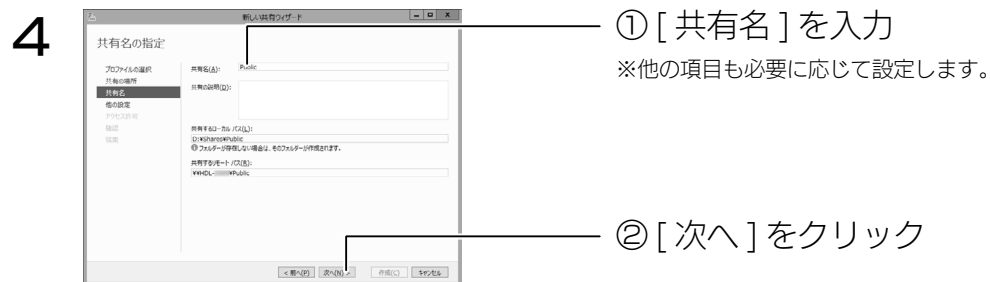 4
新しい共有ウィザード
共有名の指定
プロファイルの選択
共有の場所
共有名
他の設定
アクセス許可
確認
結果
共有名(A):
Public
共有の説明(D):
共有するローカル パス(L):
D:¥Shares¥Public
フォルダーが存在しない場合は、そのフォルダーが作成されます。
共有するリモート パス(R):
¥¥HDL- ¥Public
< 前へ(P)
次へ(N) >
作成(C)
キャンセル
① [ 共有名 ] を入力
※他の項目も必要に応じて設定します。
② [ 次へ ] をクリック